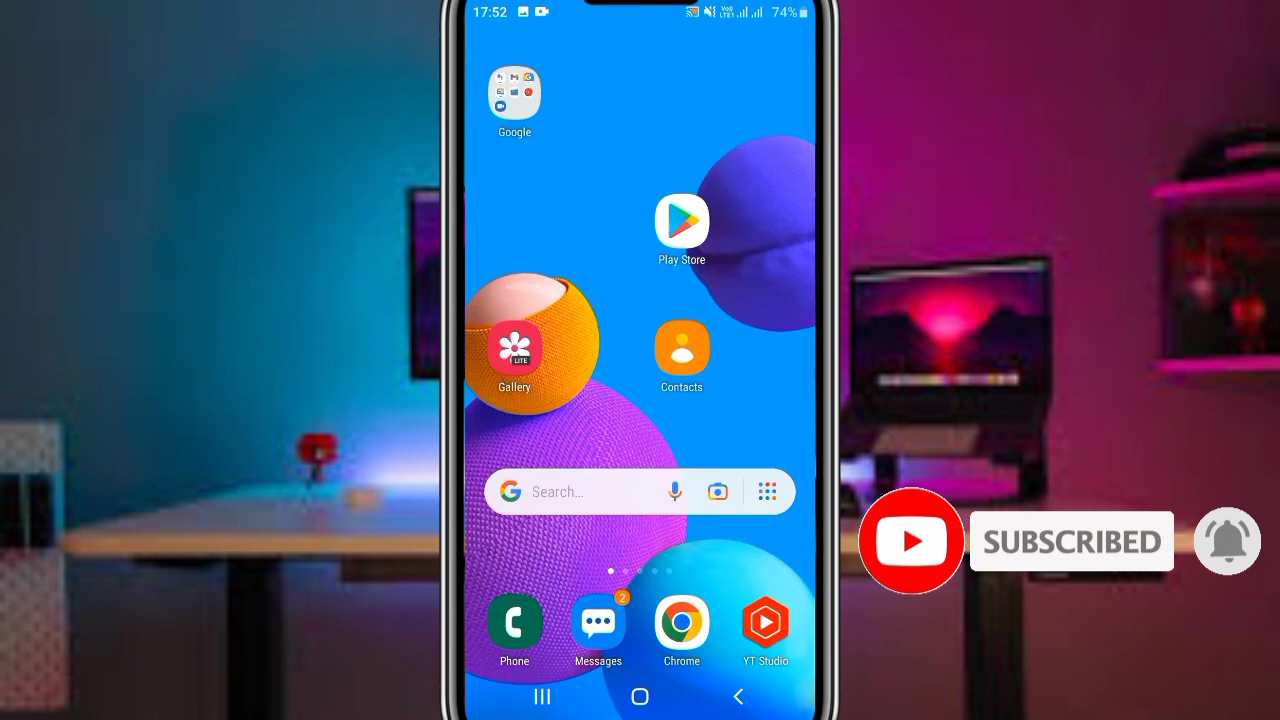 17:52
74%
Google
Play Store
LITE
Gallery
Contacts
Search...
SUBSCRIBED
2
Phone
Messages
Chrome
YT Studio